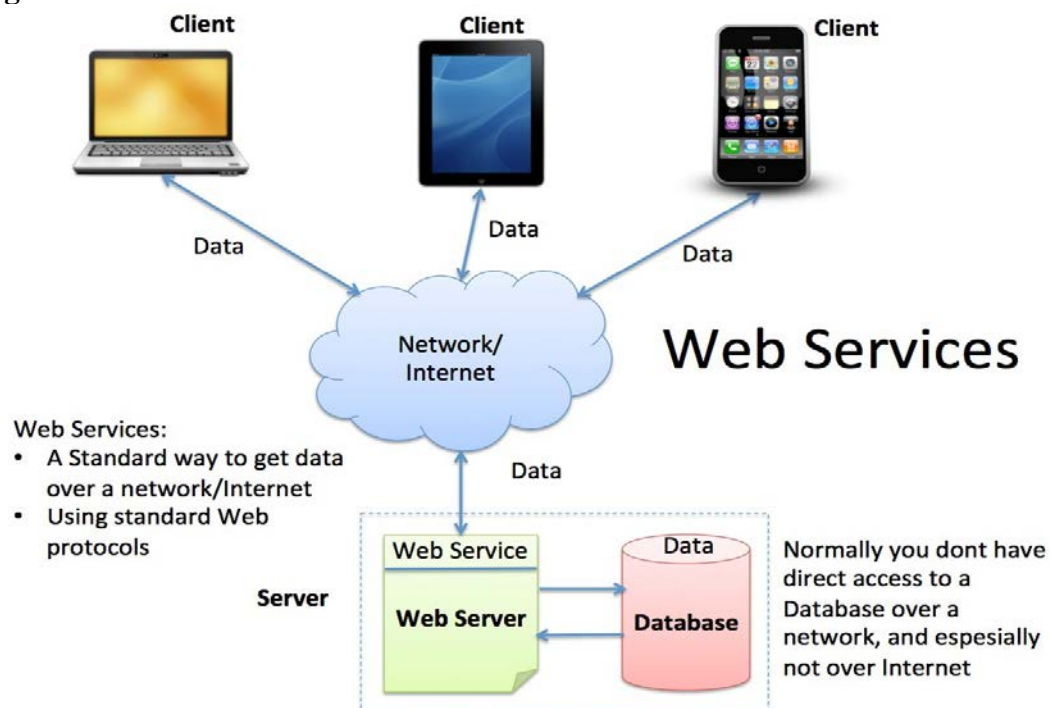 g
Client
Client
Client
Data
Data
Data
Network/
Internet
Web Services
Web Services:
• A Standard way to get data
over a network/Internet
• Using standard Web
protocols
Data
Server
Web Service
Web Server
Data
Database
Normally you dont have
direct access to a
Database over a
network, and espesially
not over Internet